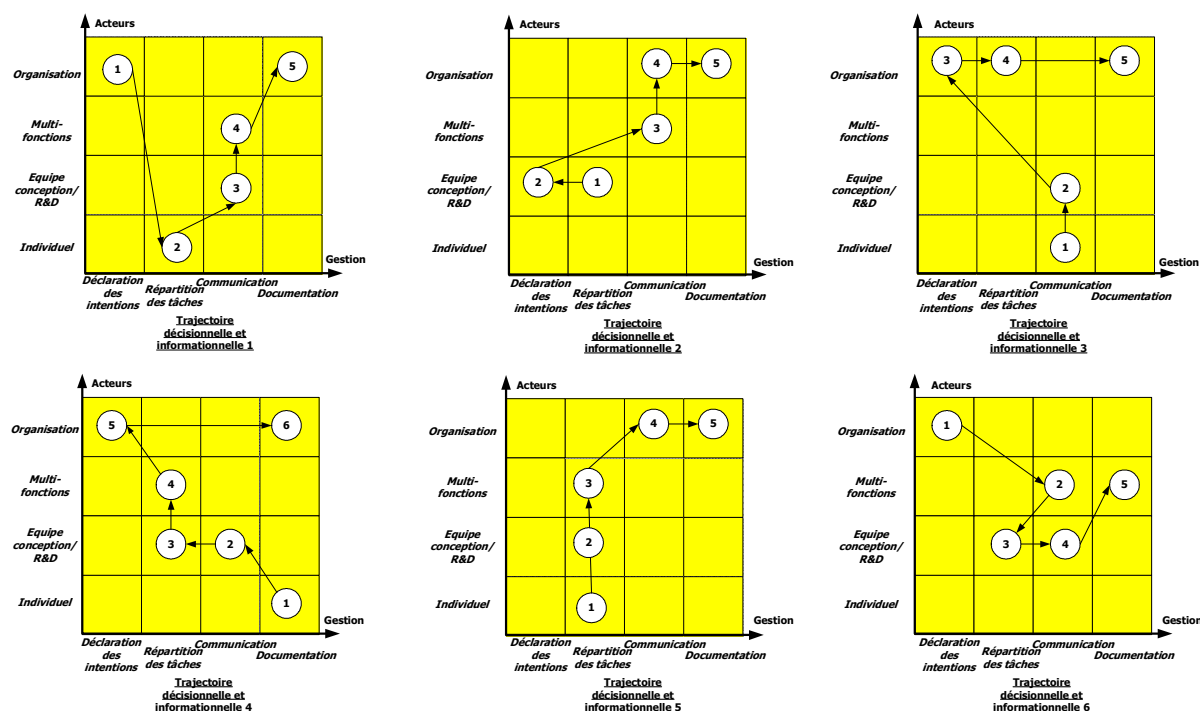 Acteurs
Organisation
1
5
Multi-
fonctions
4
Equipe
conception/
R&D
3
Individuel
2
Gestion
Déclaration
des
intentions
Répartition
des tâches
Communication
Documentation
Trajectoire
décisionnelle et
informationnelle 1
Acteurs
Organisation
4
5
Multi-
fonctions
3
Equipe
conception/
R&D
2
1
Individuel
Gestion
Déclaration
des
intentions
Répartition
des tâches
Communication
Documentation
Trajectoire
décisionnelle et
informationnelle 2
Acteurs
Organisation
3
4
5
Multi-
fonctions
Equipe
conception/
R&D
2
Individuel
1
Gestion
Déclaration
des
intentions
Répartition
des tâches
Communication
Documentation
Trajectoire
décisionnelle et
informationnelle 3
Acteurs
Organisation
5
6
Multi-
fonctions
4
Equipe
conception/
R&D
3
2
Individuel
1
Gestion
Déclaration
des
intentions
Répartition
des tâches
Communication
Documentation
Trajectoire
décisionnelle et
informationnelle 4
Acteurs
Organisation
4
5
Multi-
fonctions
3
Equipe
conception/
R&D
2
Individuel
1
Gestion
Déclaration
des
intentions
Répartition
des tâches
Communication
Documentation
Trajectoire
décisionnelle et
informationnelle 5
Acteurs
Organisation
1
Multi-
fonctions
2
5
Equipe
conception/
R&D
3
4
Individuel
Gestion
Déclaration
des
intentions
Répartition
des tâches
Communication
Documentation
Trajectoire
décisionnelle et
informationnelle 6